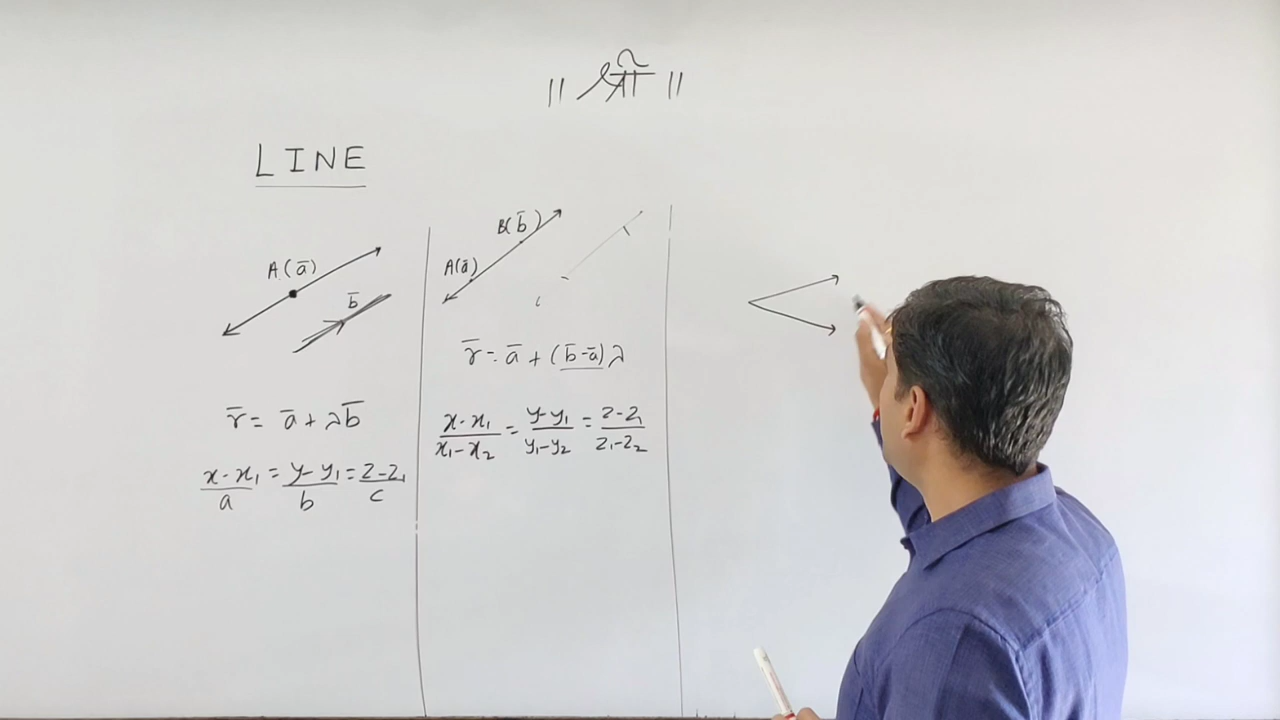 ॥ श्री ॥
LINE
A(a̅)
b̅
r̅ = a̅ + λb̅
x-x₁/a = y-y₁/b = z-z₁/c
B(b̅)
A(a̅)
r̅ = a̅ + (b̅-a̅)λ
x-x₁/x₁-x₂ = y-y₁/y₁-y₂ = z-z₁/z₁-z₂